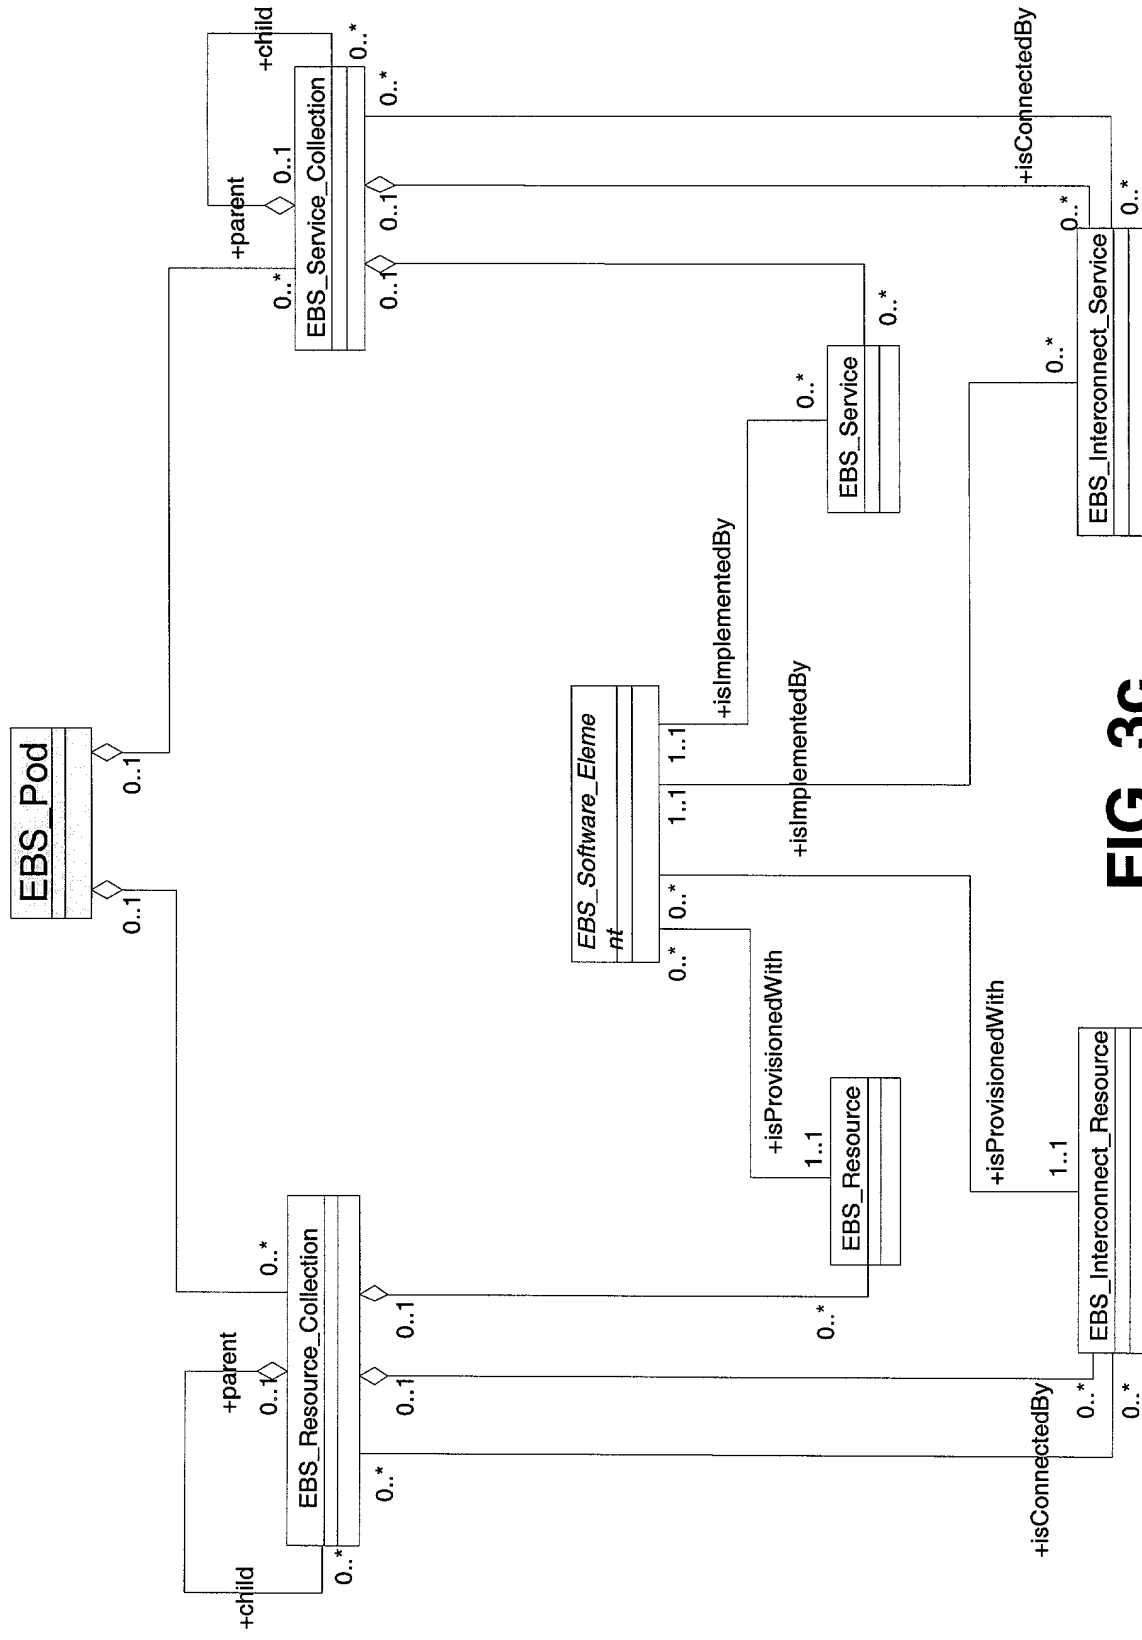 EBS_Pod
0..1
0..1
+child
+parent
+parent
0..1
0..*
+child
0..*
0..1
EBS_Resource_Collection
EBS_Service_Collection
0..*
0..*
0..*
0..1
0..1
0..1
0..1
0..*
EBS_Software_Eleme
nt
0..*
0..*
1..1
1..1
+isImplementedBy
+isProvisionedWith
+isImplementedBy
0..*
1..1
0..*
EBS_Resource
EBS_Service
0..*
+isProvisionedWith
+isConnectedBy
+isConnectedBy
1..1
0..*
0..*
0..*
EBS_Interconnect_Resource
EBS_Interconnect_Service
0..*
0..*
FIG 3c